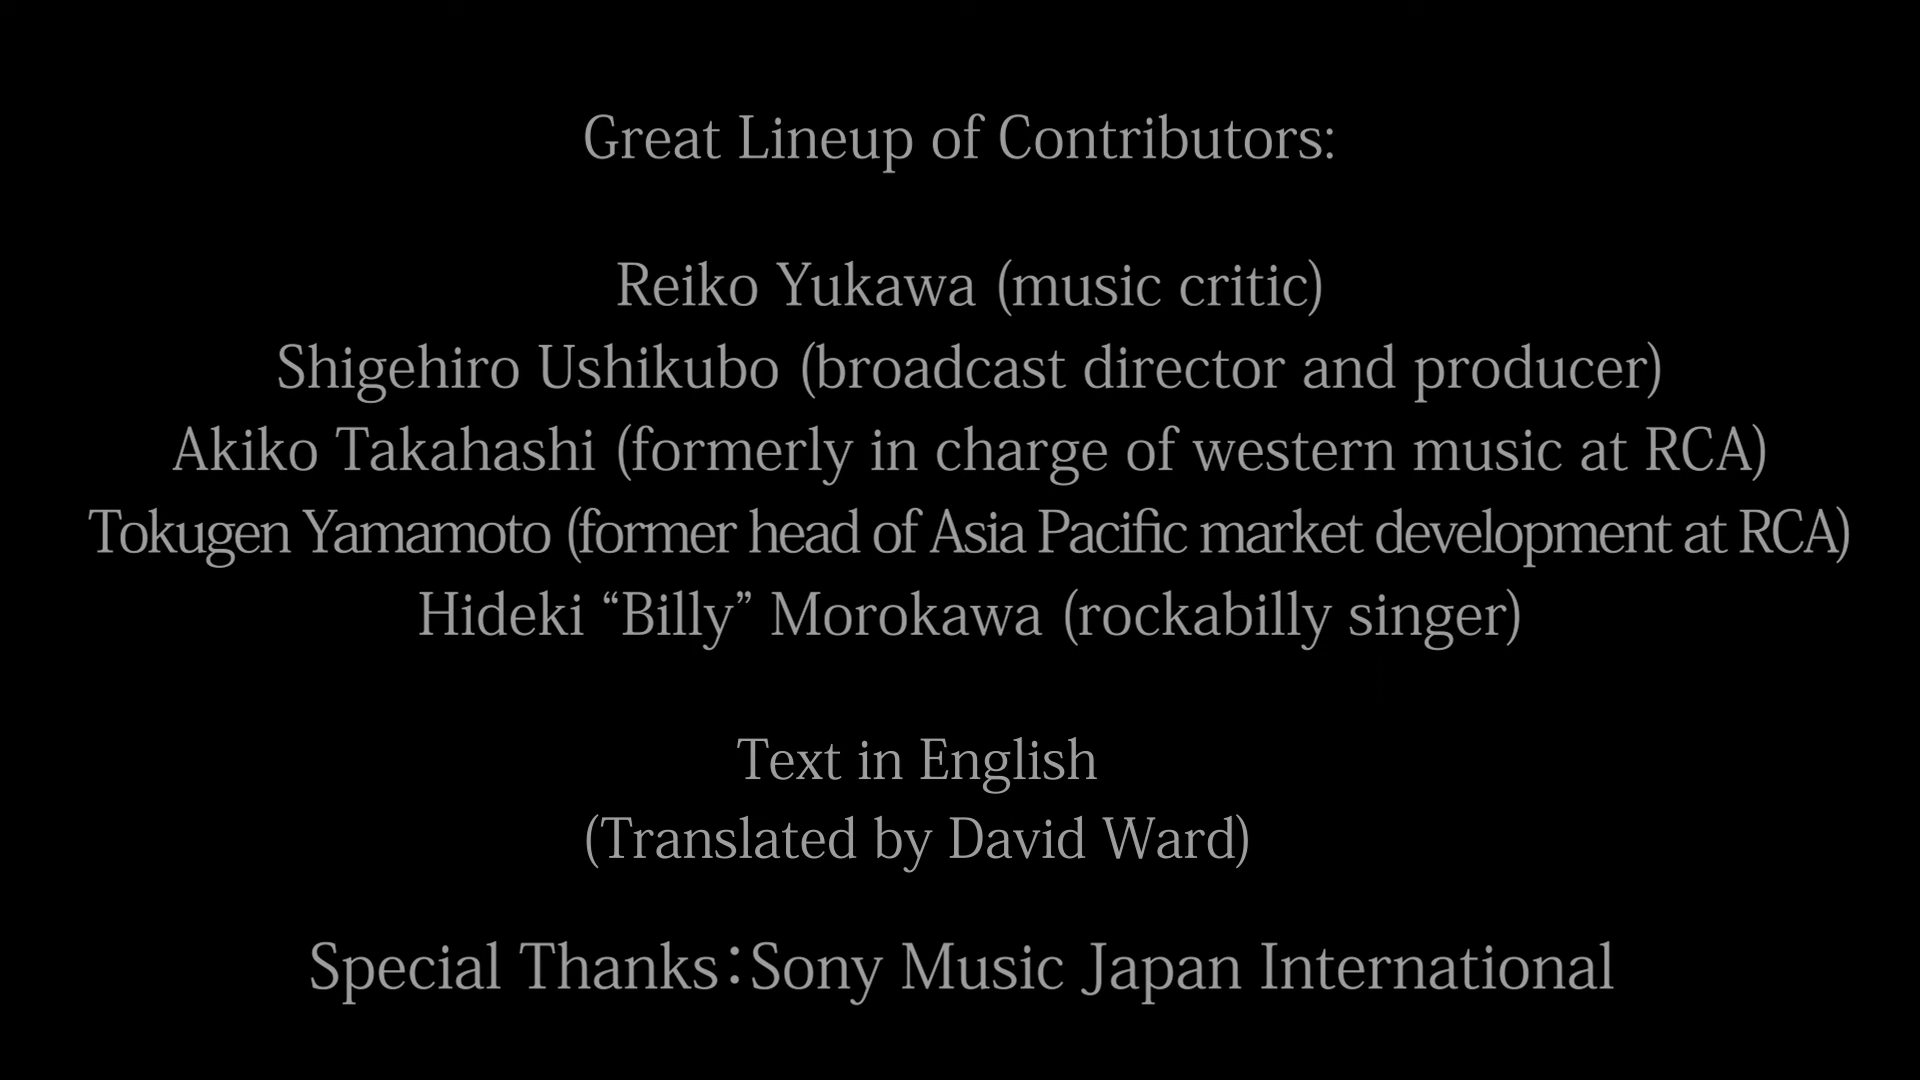 Great Lineup of Contributors:
Reiko Yukawa (music critic)
Shigehiro Ushikubo (broadcast director and producer)
Akiko Takahashi (formerly in charge of western music at RCA)
Tokugen Yamamoto (former head of Asia Pacific market development at RCA)
Hideki “Billy” Morokawa (rockabilly singer)
Text in English
(Translated by David Ward)
Special Thanks：Sony Music Japan International